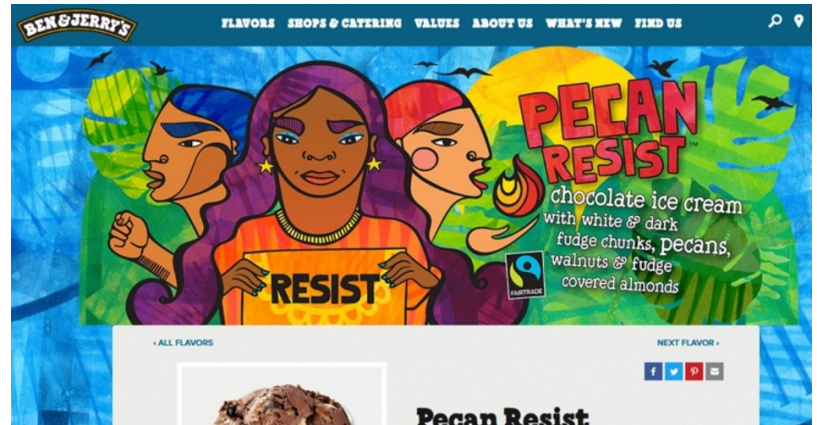 BEN & JERRY'S
FLAVORS SHOPS & CATERING VALUES ABOUT US WHAT'S NEW FIND US
PECAN
RESIST™
chocolate ice cream
with white & dark
fudge chunks, pecans,
walnuts & fudge
covered almonds
RESIST
FAIRTRADE
‹ ALL FLAVORS
NEXT FLAVOR ›
Pecan Resist